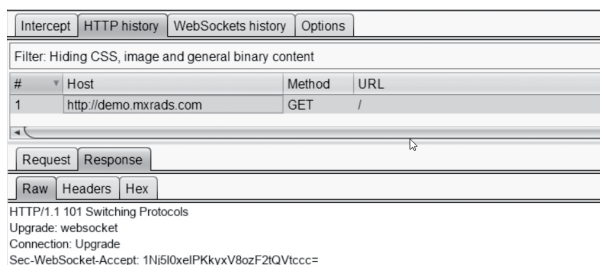 Intercept HTTP history WebSockets history Options
Filter: Hiding CSS, image and general binary content
# Host Method URL
1 http://demo.mxrads.com GET /
Request Response
Raw Headers Hex
HTTP/1.1 101 Switching Protocols
Upgrade: websocket
Connection: Upgrade
Sec-WebSocket-Accept: 1Nj5l0xeIPKkyxV8ozF2tQVtccc=